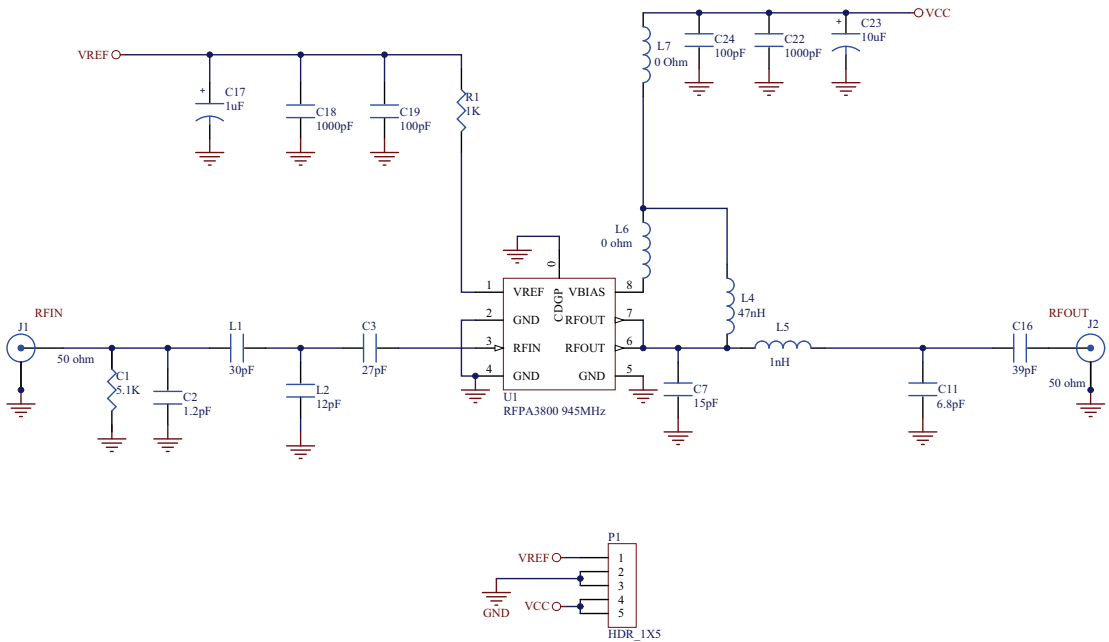 VCC
C23
10uF
+
C24
100pF
C22
1000pF
L7
0 Ohm
VREF
+
C17
1uF
C18
1000pF
C19
100pF
R1
1K
L6
0 ohm
L4
47nH
0
CDGP
1
VREF
VBIAS
8
2
GND
RFOUT
7
3
RFIN
RFOUT
6
4
GND
GND
5
U1
RFPA3800 945MHz
RFIN
J1
50 ohm
C1
5.1K
C2
1.2pF
L1
30pF
L2
12pF
C3
27pF
C7
15pF
L5
1nH
C11
6.8pF
C16
39pF
RFOUT
J2
50 ohm
P1
VREF
1
2
3
GND
VCC
4
5
HDR_1X5